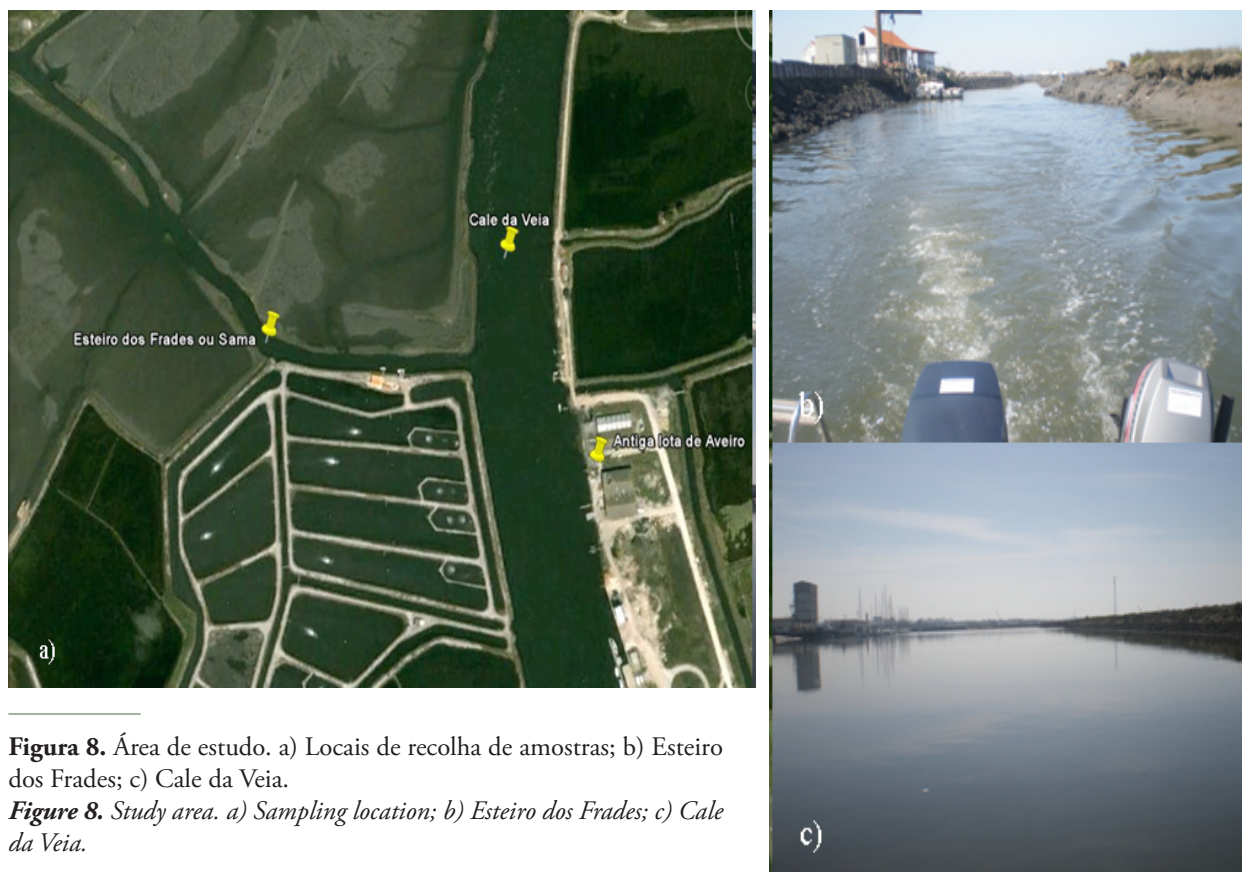 Cale da Veia
Esteiro dos Frades ou Sama
Antiga lota de Aveiro
a)
b)
c)
Figura 8. Área de estudo. a) Locais de recolha de amostras; b) Esteiro
dos Frades; c) Cale da Veia.
Figure 8. Study area. a) Sampling location; b) Esteiro dos Frades; c) Cale
da Veia.